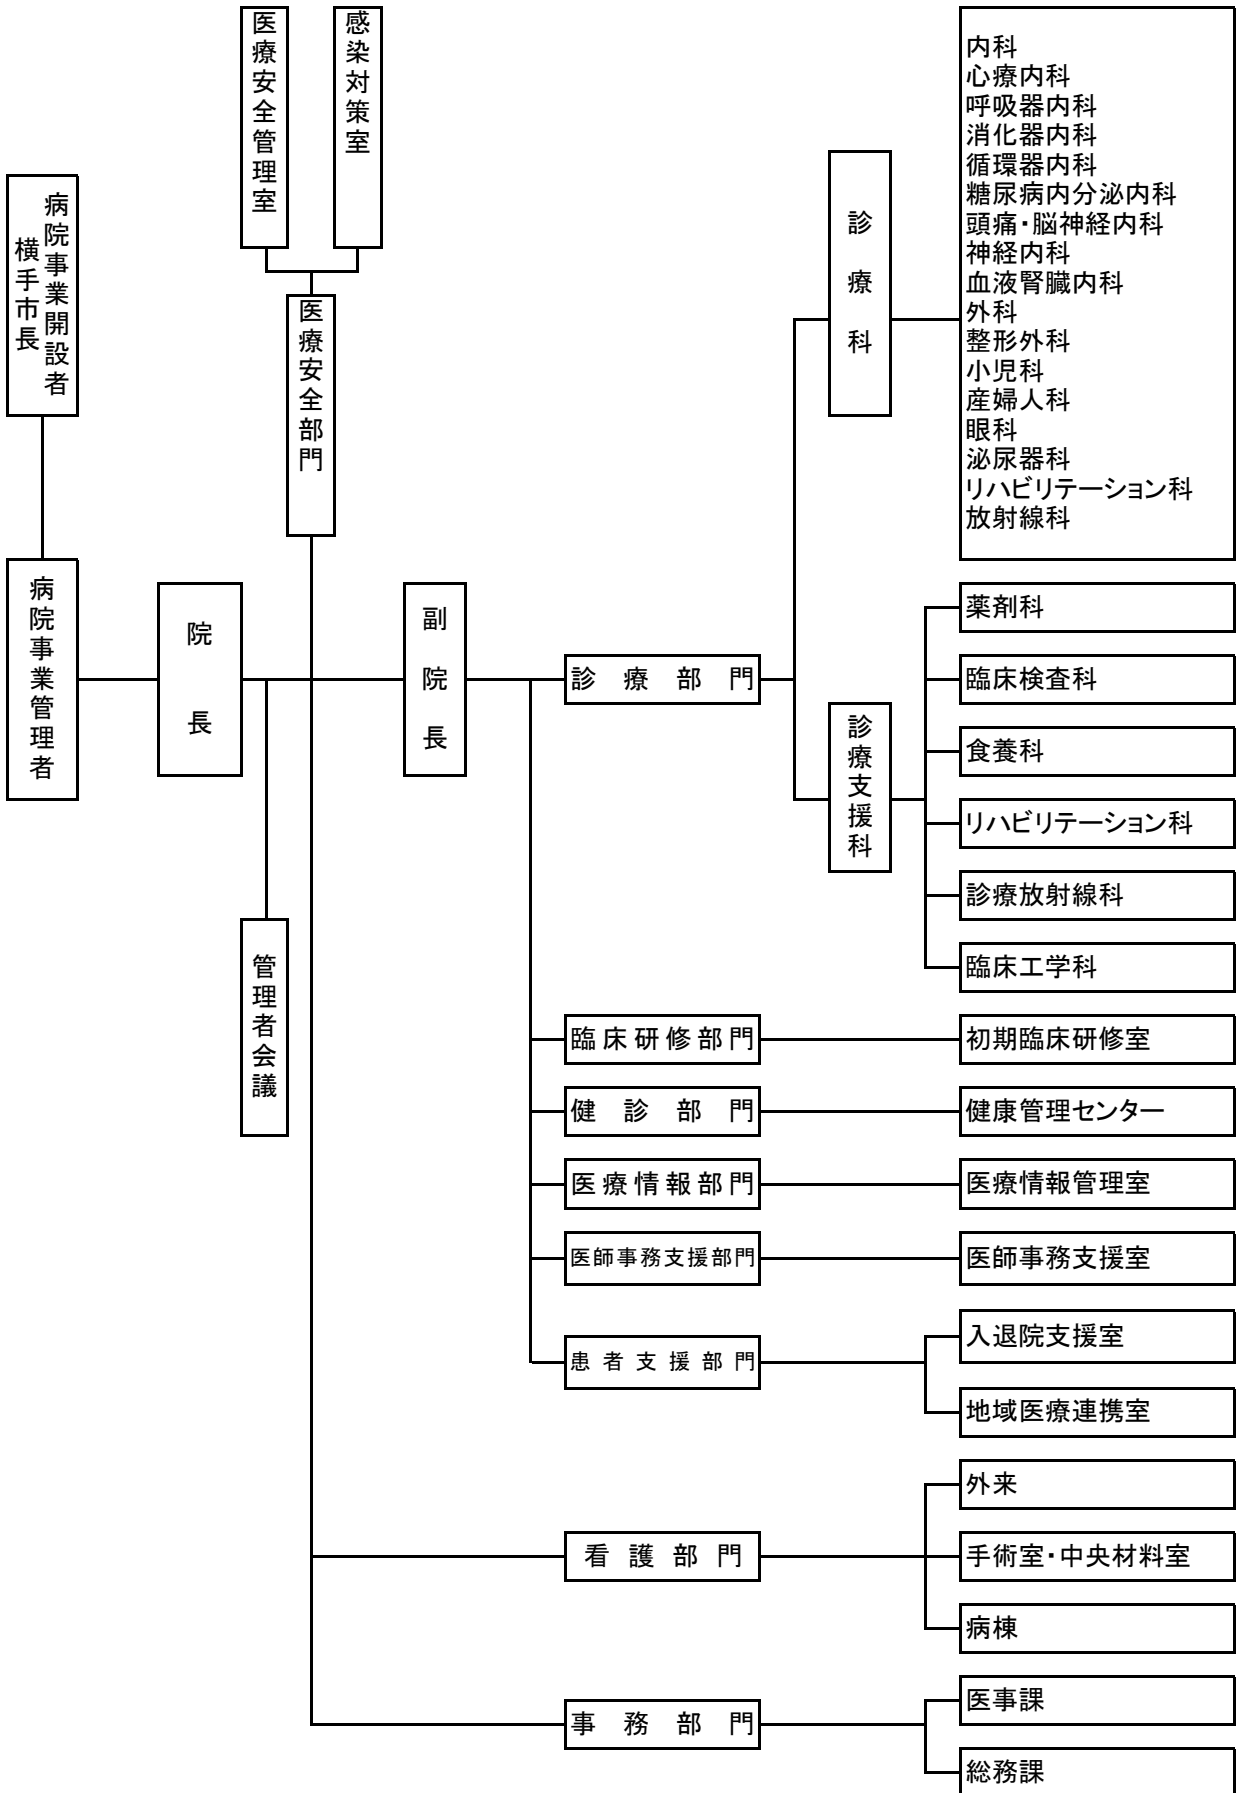 医療安全管理室
感染対策室
病院事業開設者
横手市長
医療安全部門
病院事業管理者
院長
管理者会議
副院長
診療部門
診療科
内科
心療内科
呼吸器内科
消化器内科
循環器内科
糖尿病内分泌内科
頭痛・脳神経内科
神経内科
血液腎臓内科
外科
整形外科
小児科
産婦人科
眼科
泌尿器科
リハビリテーション科
放射線科
診療支援科
薬剤科
臨床検査科
食養科
リハビリテーション科
診療放射線科
臨床工学科
臨床研修部門
初期臨床研修室
健診部門
健康管理センター
医療情報部門
医療情報管理室
医師事務支援部門
医師事務支援室
患者支援部門
入退院支援室
地域医療連携室
看護部門
外来
手術室・中央材料室
病棟
事務部門
医事課
総務課